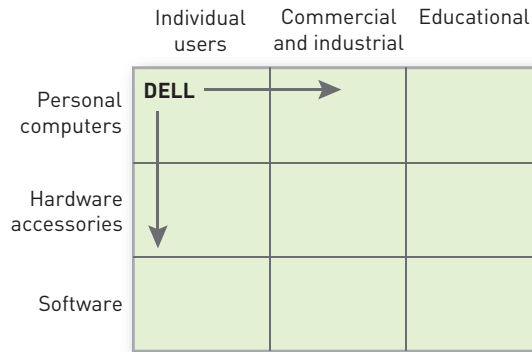 Individual
users
Commercial
and industrial
Educational
Personal
computers
DELL
Hardware
accessories
Software